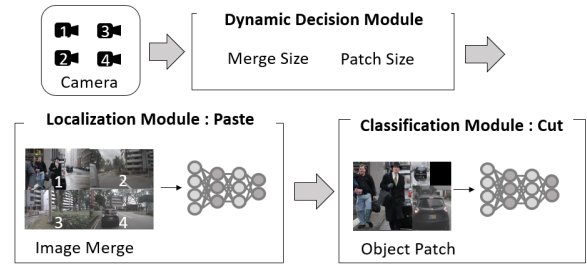 1 3
2 4
Camera
Dynamic Decision Module
Merge Size Patch Size
Localization Module : Paste
1 2
3 4
Image Merge
Classification Module : Cut
Object Patch